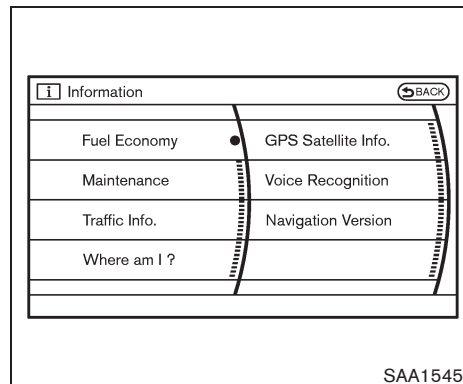 i Information
BACK
Fuel Economy
GPS Satellite Info.
Maintenance
Voice Recognition
Traffic Info.
Navigation Version
Where am I ?
SAA1545